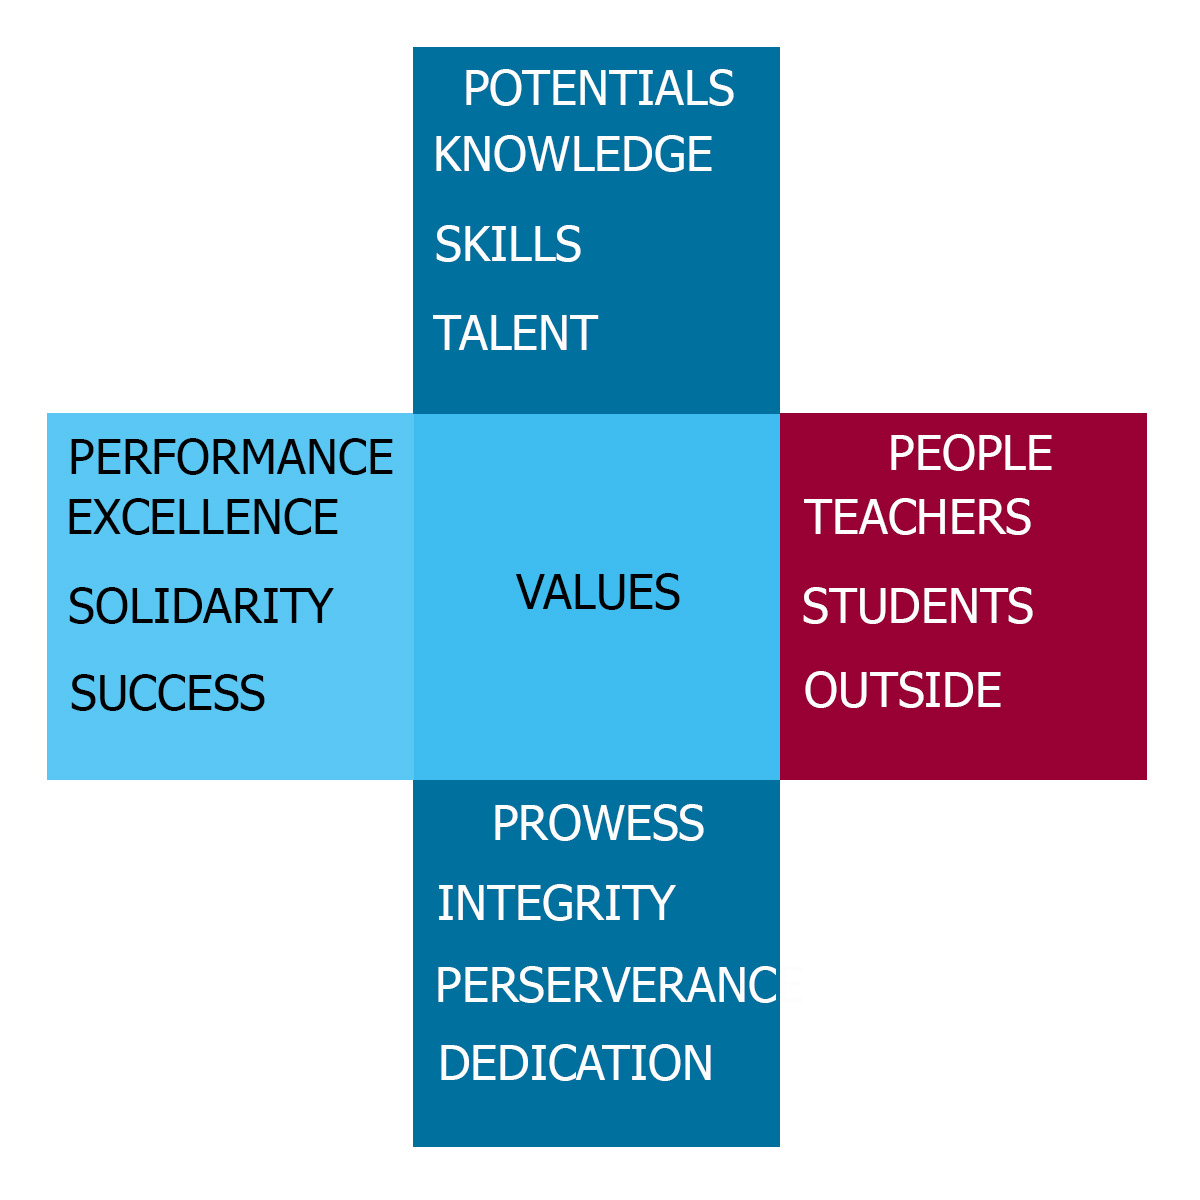 POTENTIALS
KNOWLEDGE
SKILLS
TALENT
PERFORMANCE
EXCELLENCE
SOLIDARITY
SUCCESS
VALUES
PEOPLE
TEACHERS
STUDENTS
OUTSIDE
PROWESS
INTEGRITY
PERSERVERANC
DEDICATION